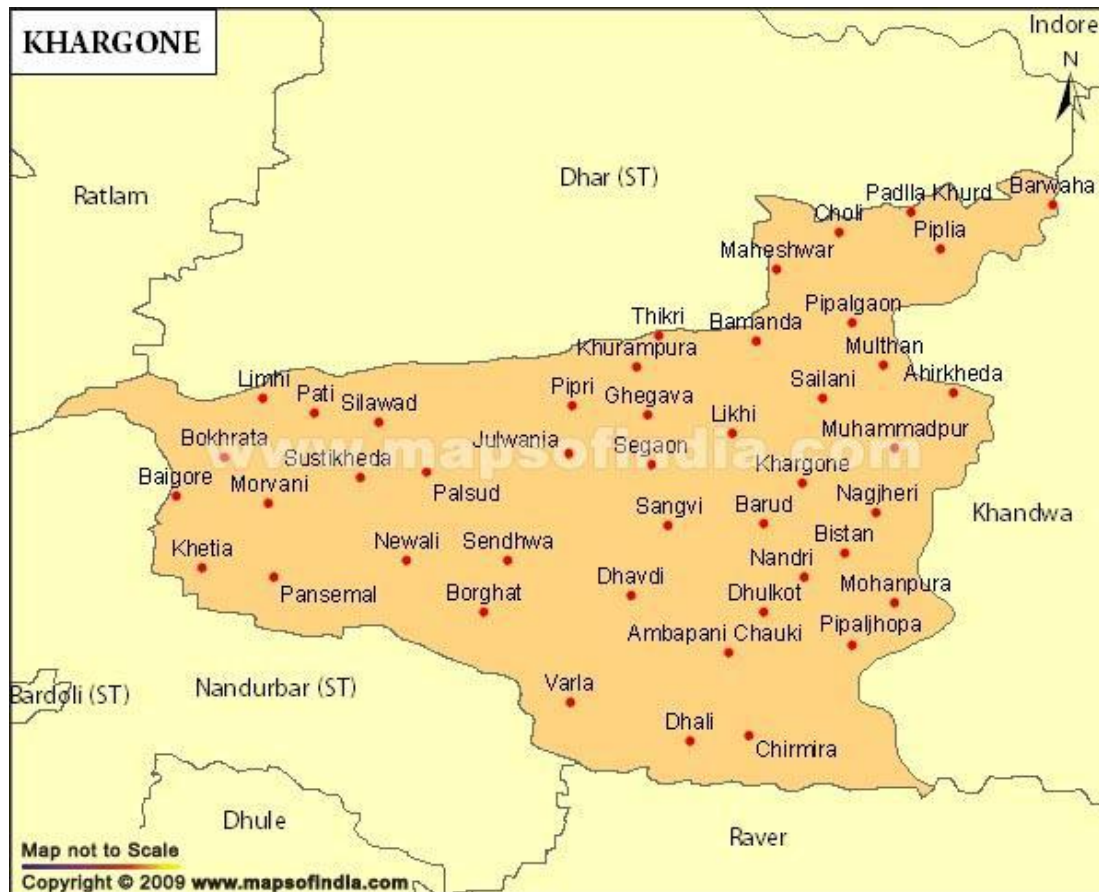 KHARGONE
Indore
N
Ratlam
Dhar (ST)
Padlla Khurd
Barwaha
Choli
Piplia
Maheshwar
Pipalgaon
Thikri
Bamanda
Khurampura
Multhan
Limhi
Pati
Silawad
Pipri
Ghegava
Sailani
Ahirkheda
Likhi
Bokhrata
Sustikheda
Julwania
Segaon
Muhammadpur
www.mapsofindia.com
Baigore
Morvani
Palsud
Khargone
Sangvi
Barud
Nagjheri
Khandwa
Khetia
Newali
Sendhwa
Bistan
Pansemal
Borghat
Dhavdi
Nandri
Dhulkot
Mohanpura
Ambapani Chauki
Pipaljhopa
Bardoli (ST)
Nandurbar (ST)
Varla
Dhali
Chirmira
Dhule
Raver
Map not to Scale
Copyright © 2009 www.mapsofindia.com